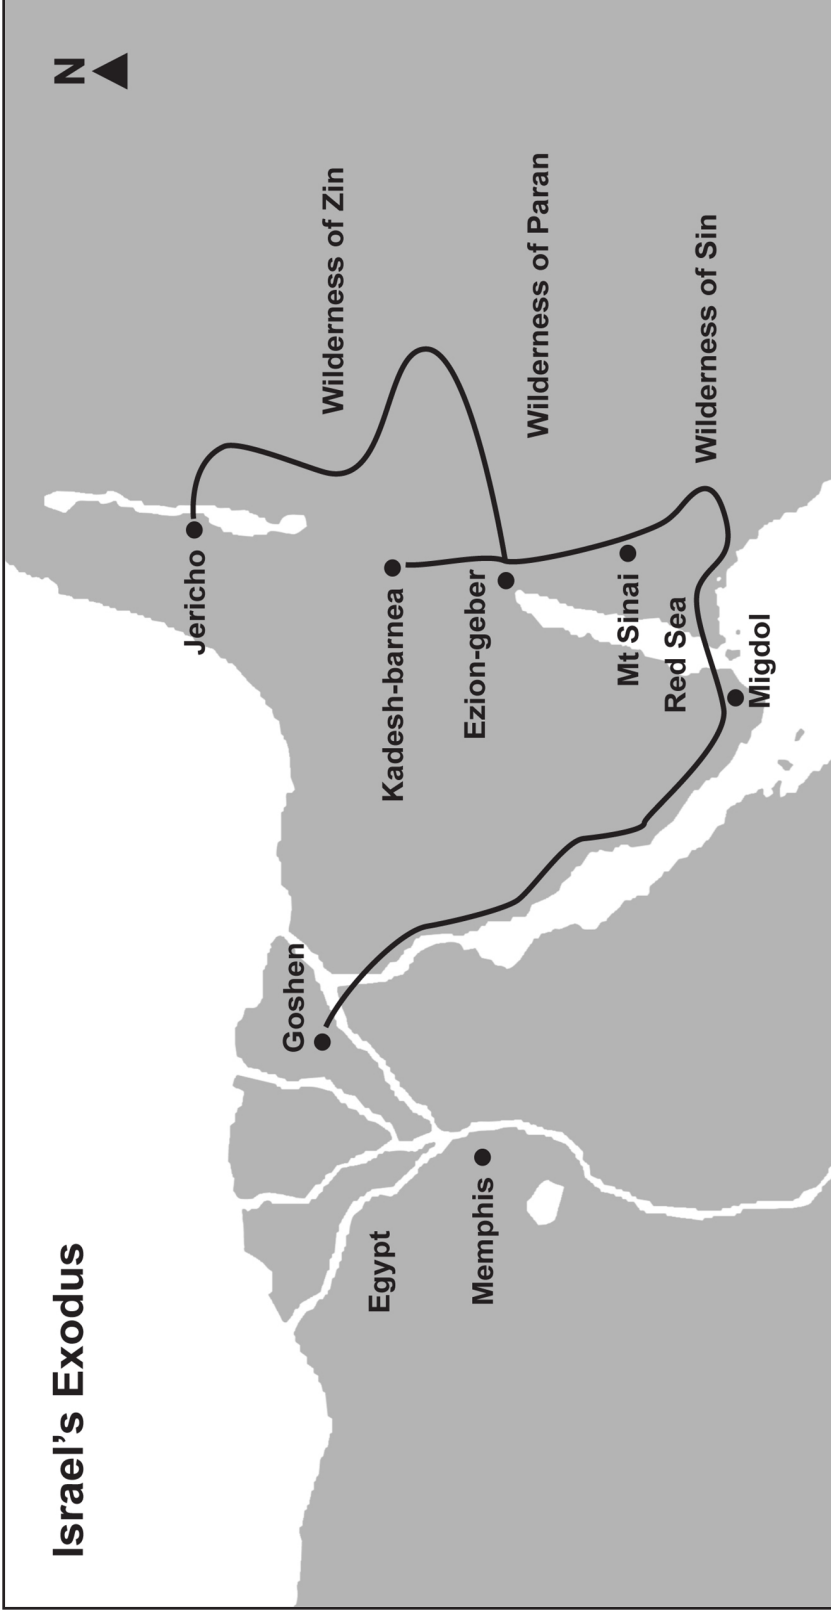 Israel's Exodus
N
Jericho
Goshen
Wilderness of Zin
Egypt
Kadesh-barnea
Memphis
Ezion-geber
Wilderness of Paran
Mt Sinai
Red Sea
Wilderness of Sin
Migdol